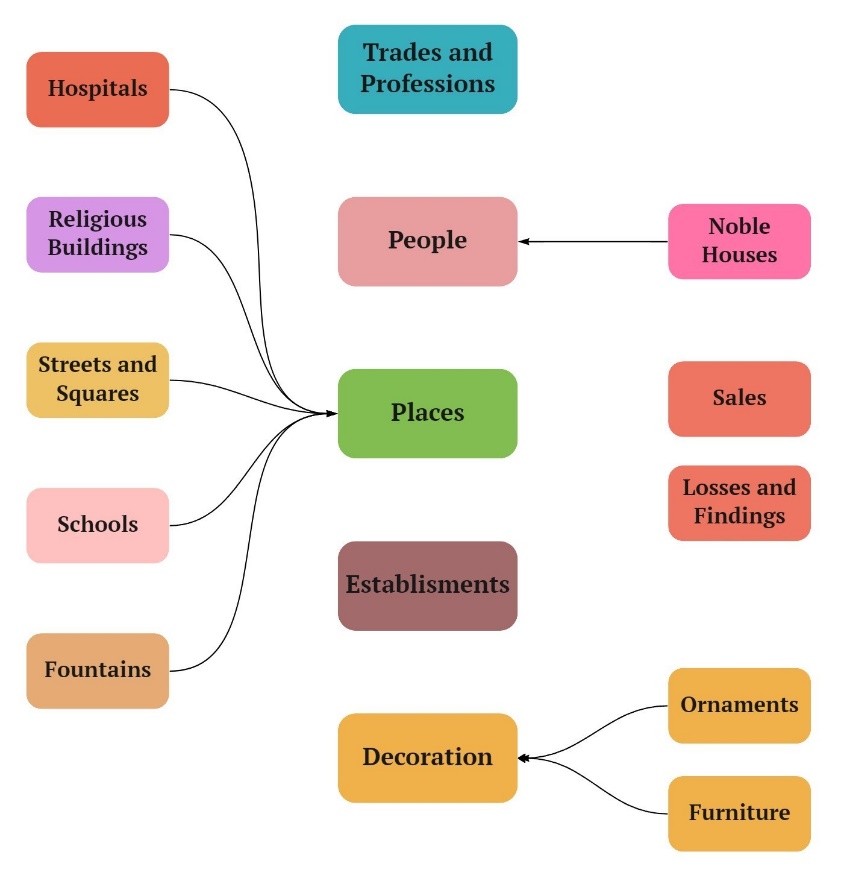 Trades and
Professions
Hospitals
Religious
Buildings
People
Noble
Houses
Streets and
Squares
Places
Sales
Losses and
Findings
Schools
Establisments
Fountains
Ornaments
Decoration
Furniture